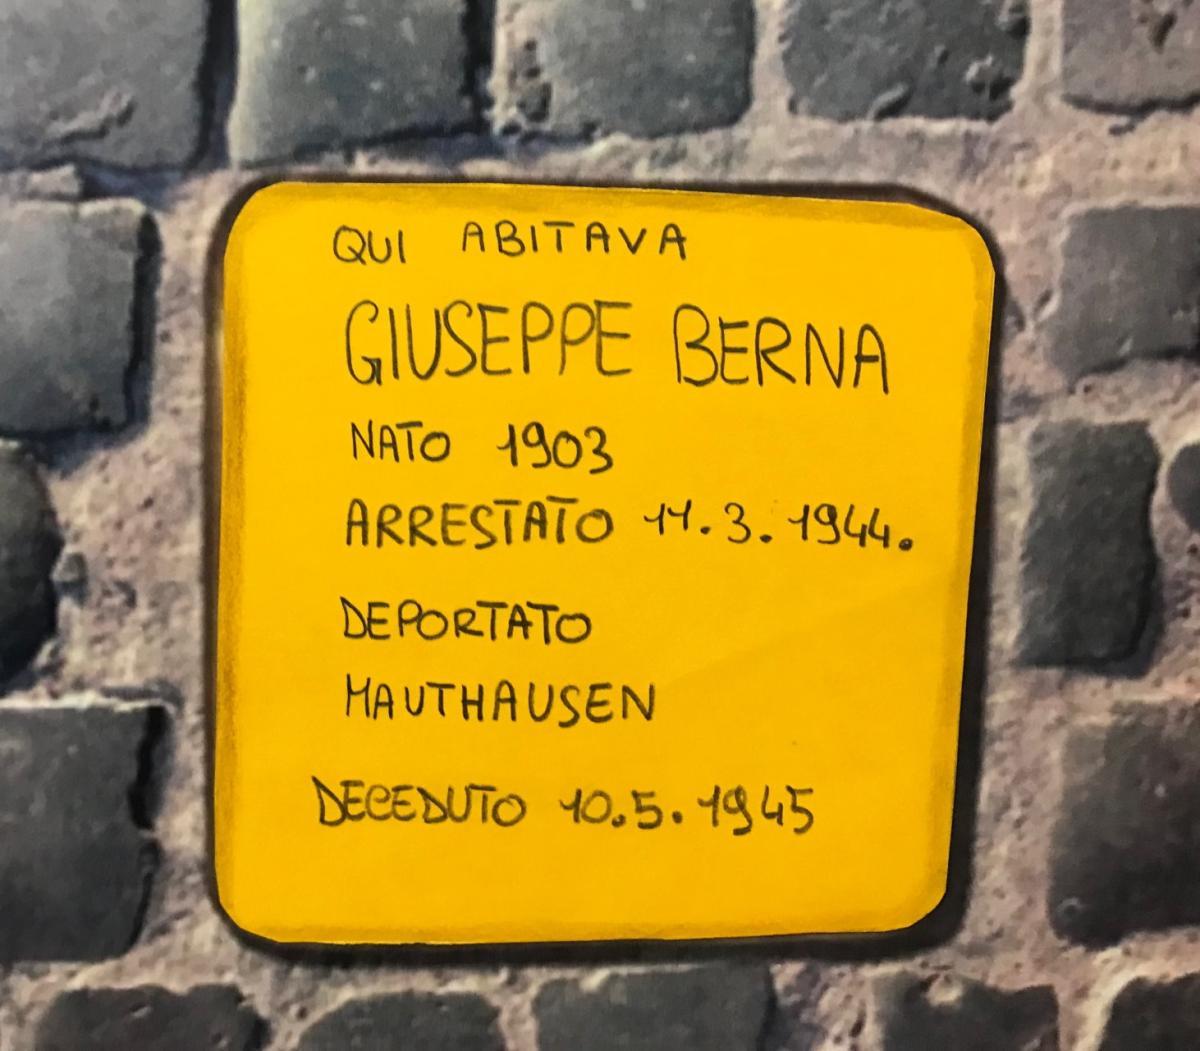 QUI ABITAVA
GIUSEPPE BERNA
NATO 1903
ARRESTATO 11.3.1944.
DEPORTATO
MAUTHAUSEN
DECEDUTO 10.5.1945